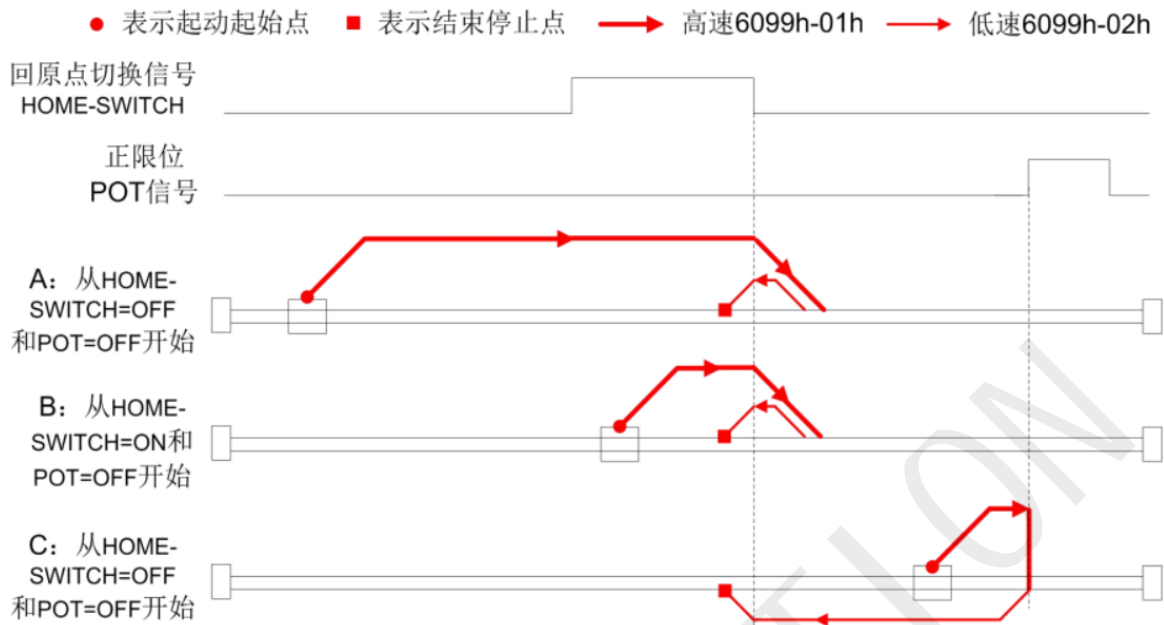 表示起动起始点 表示结束停止点 高速6099h-01h 低速6099h-02h
回原点切换信号
HOME-SWITCH
正限位
POT信号
A：从HOME-
SWITCH=OFF
和POT=OFF开始
B：从HOME-
SWITCH=ON和
POT=OFF开始
C：从HOME-
SWITCH=OFF
和POT=OFF开始
TION